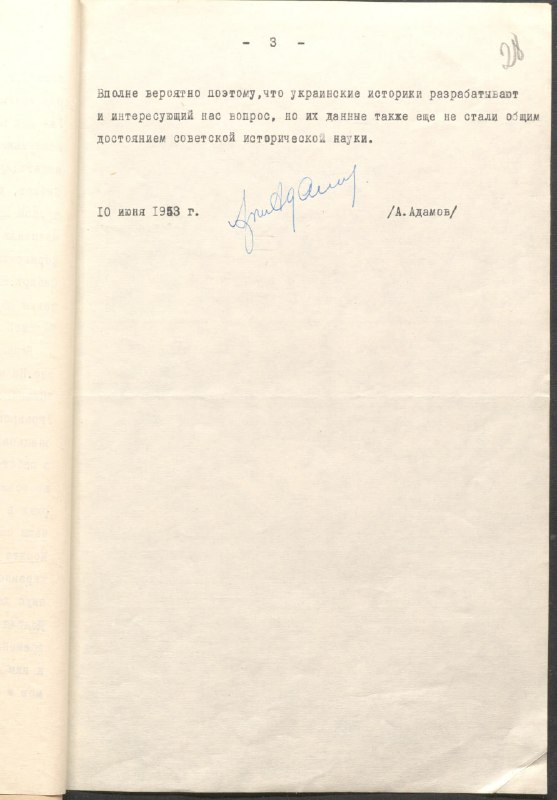 - 3 -
28
Вполне вероятно поэтому,что украинские историки разрабатывают
и интересующий нас вопрос, но их данные также еще не стали общим
достоянием советской исторической науки.
10 июня 1953 г.
/А.Адамов/